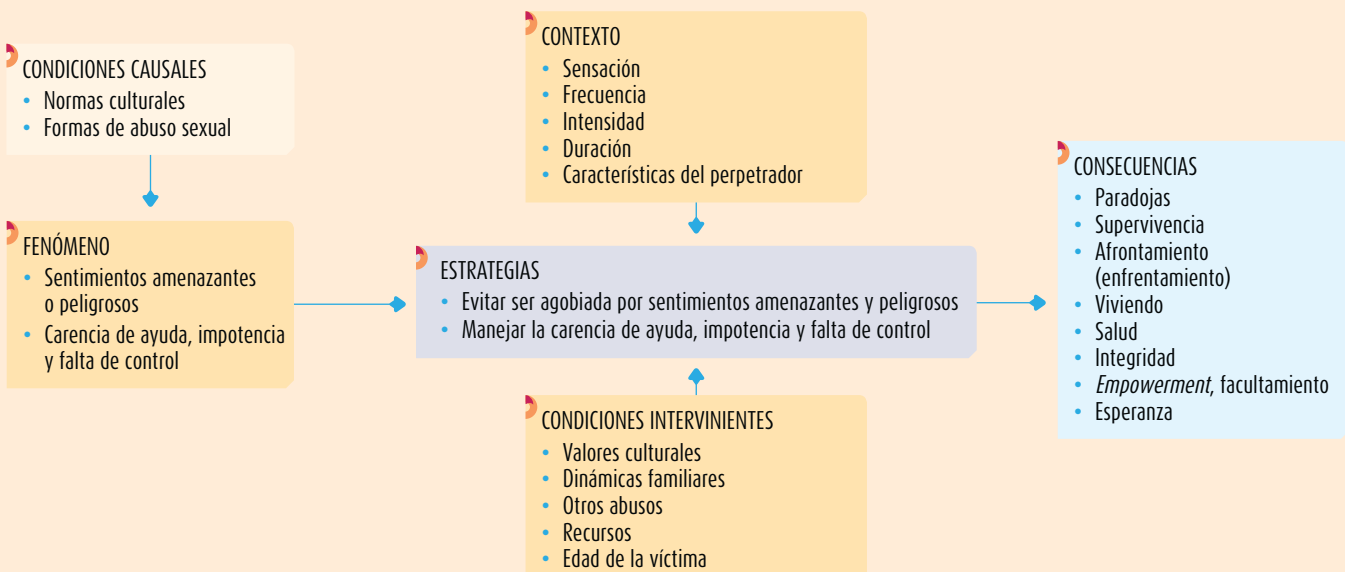 CONDICIONES CAUSALES
• Normas culturales
• Formas de abuso sexual
FENÓMENO
• Sentimientos amenazantes
o peligrosos
• Carencia de ayuda, impotencia
y falta de control
CONTEXTO
• Sensación
• Frecuencia
• Intensidad
• Duración
• Características del perpetrador
ESTRATEGIAS
• Evitar ser agobiada por sentimientos amenazantes y peligrosos
• Manejar la carencia de ayuda, impotencia y falta de control
CONDICIONES INTERVINIENTES
• Valores culturales
• Dinámicas familiares
• Otros abusos
• Recursos
• Edad de la víctima
CONSECUENCIAS
• Paradojas
• Supervivencia
• Afrontamiento
(enfrentamiento)
• Viviendo
• Salud
• Integridad
• Empowerment, facultamiento
• Esperanza